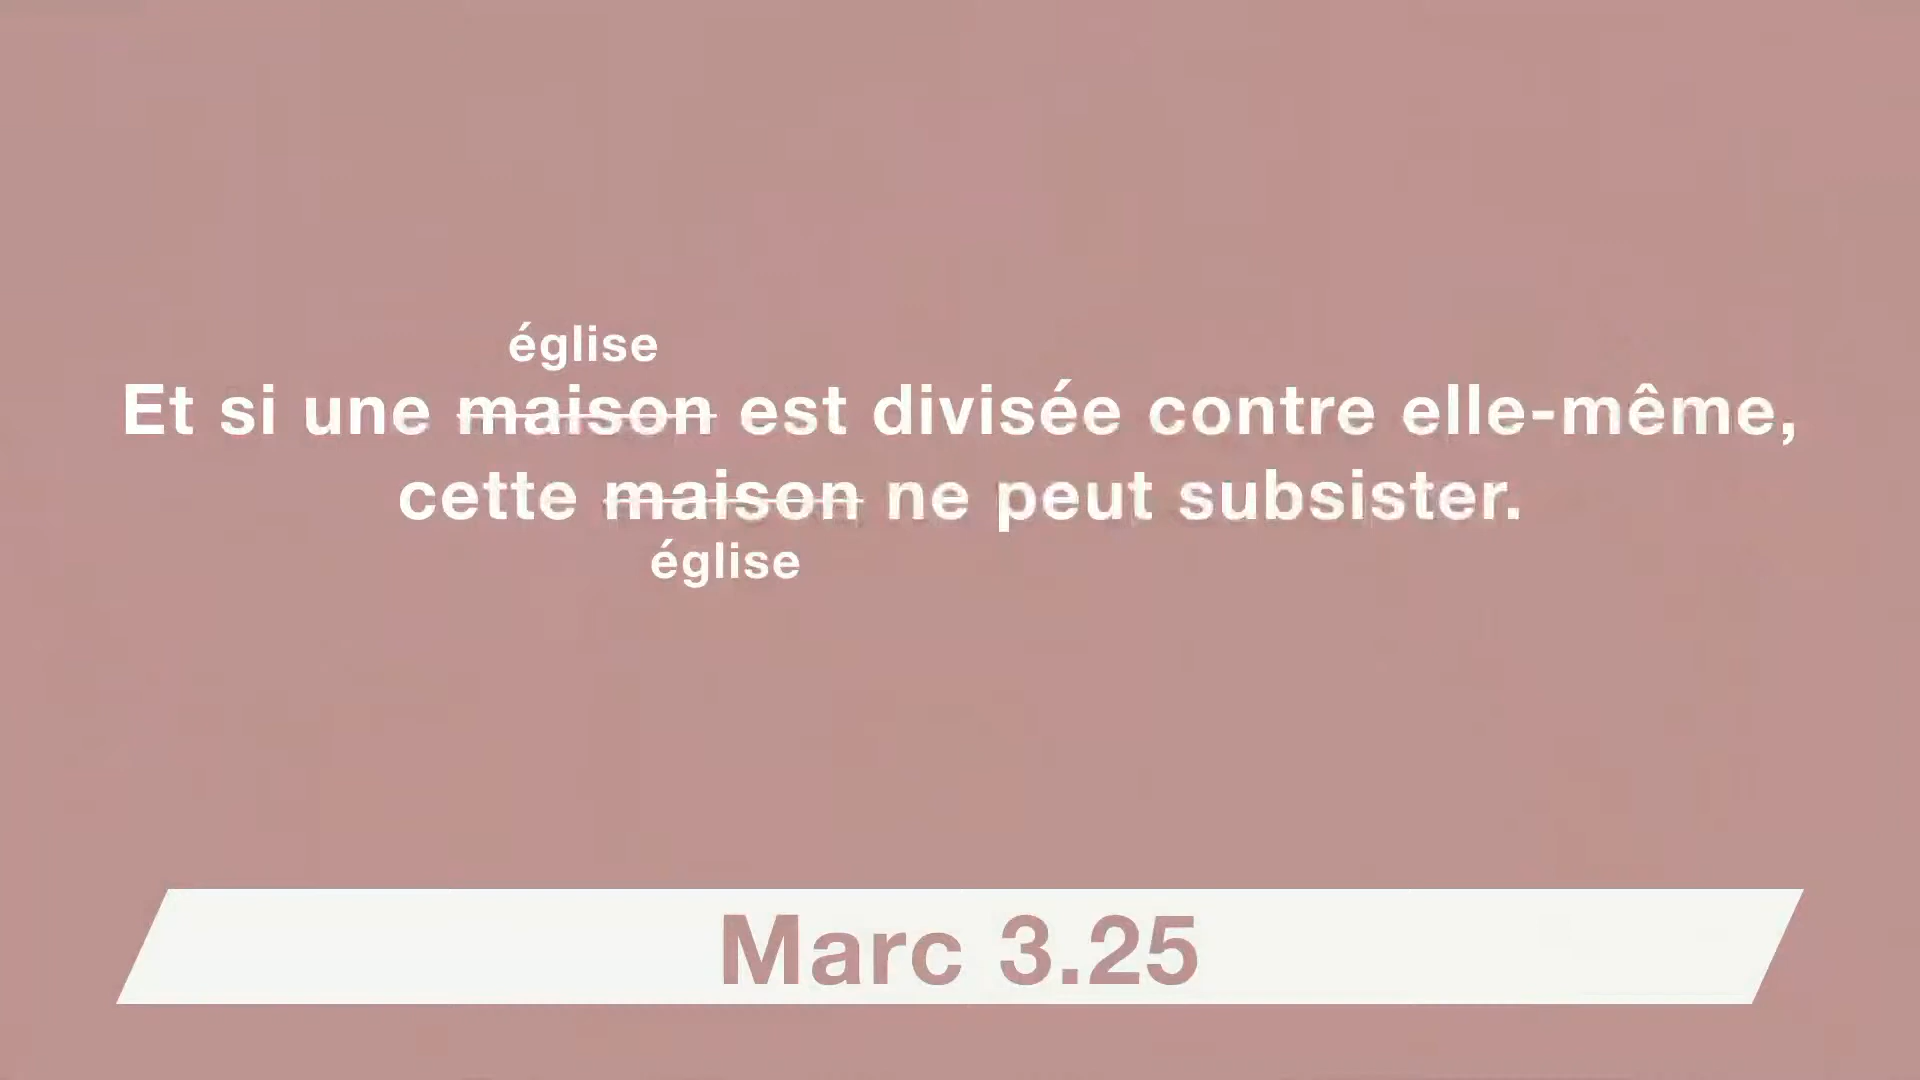 église
Et si une maison est divisée contre elle-même,
cette maison ne peut subsister.
église
Marc 3.25